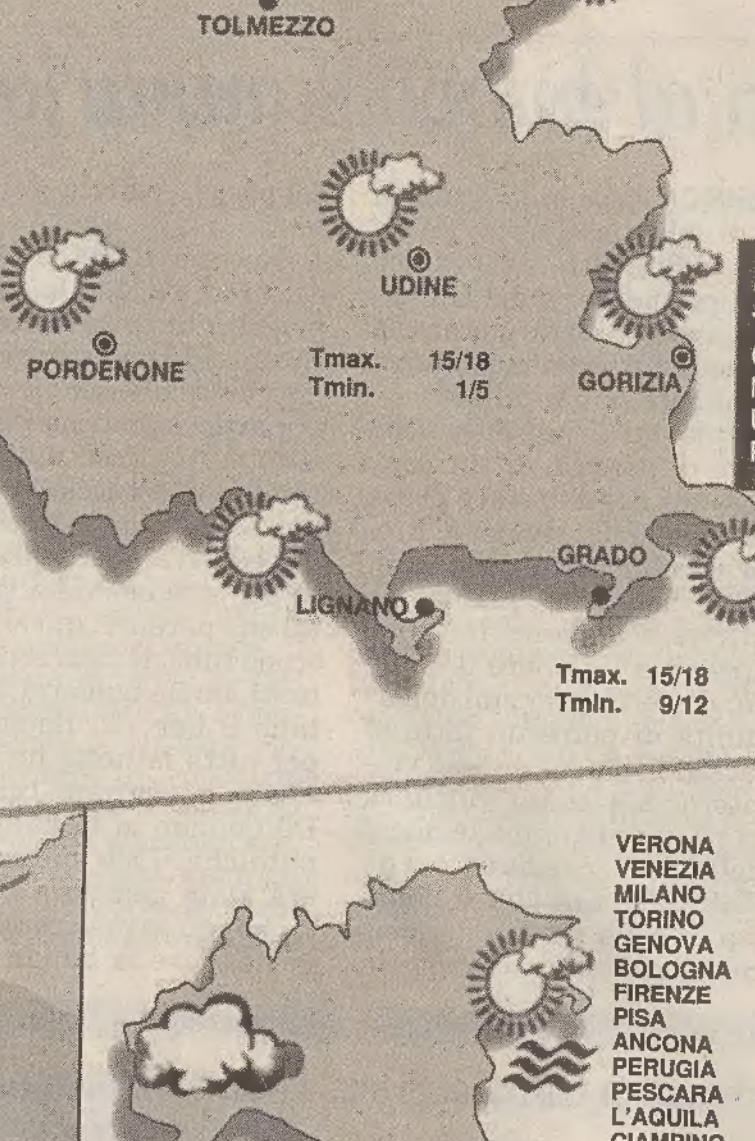 TOLMEZZO
UDINE
PORDENONE
Tmax. 15/18
Tmin. 1/5
GORIZIA
GRADO
LIGNANO
Tmax. 15/18
Tmin. 9/12
VERONA
VENEZIA
MILANO
TORINO
GENOVA
BOLOGNA
FIRENZE
PISA
ANCONA
PERUGIA
PESCARA
L'AQUILA
CIAMPINO